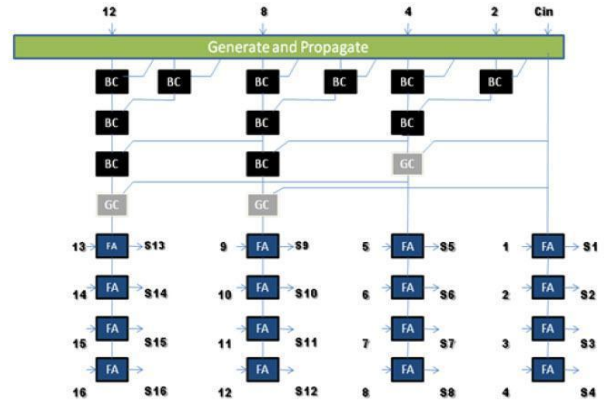 12 8 4 2 Cin
Generate and Propagate
BC BC BC BC BC BC
BC BC BC
BC BC GC
GC GC
13 FA S13 9 FA S9 5 FA S5 1 FA S1
14 FA S14 10 FA S10 6 FA S6 2 FA S2
15 FA S15 11 FA S11 7 FA S7 3 FA S3
16 FA S16 12 FA S12 8 FA S8 4 FA S4